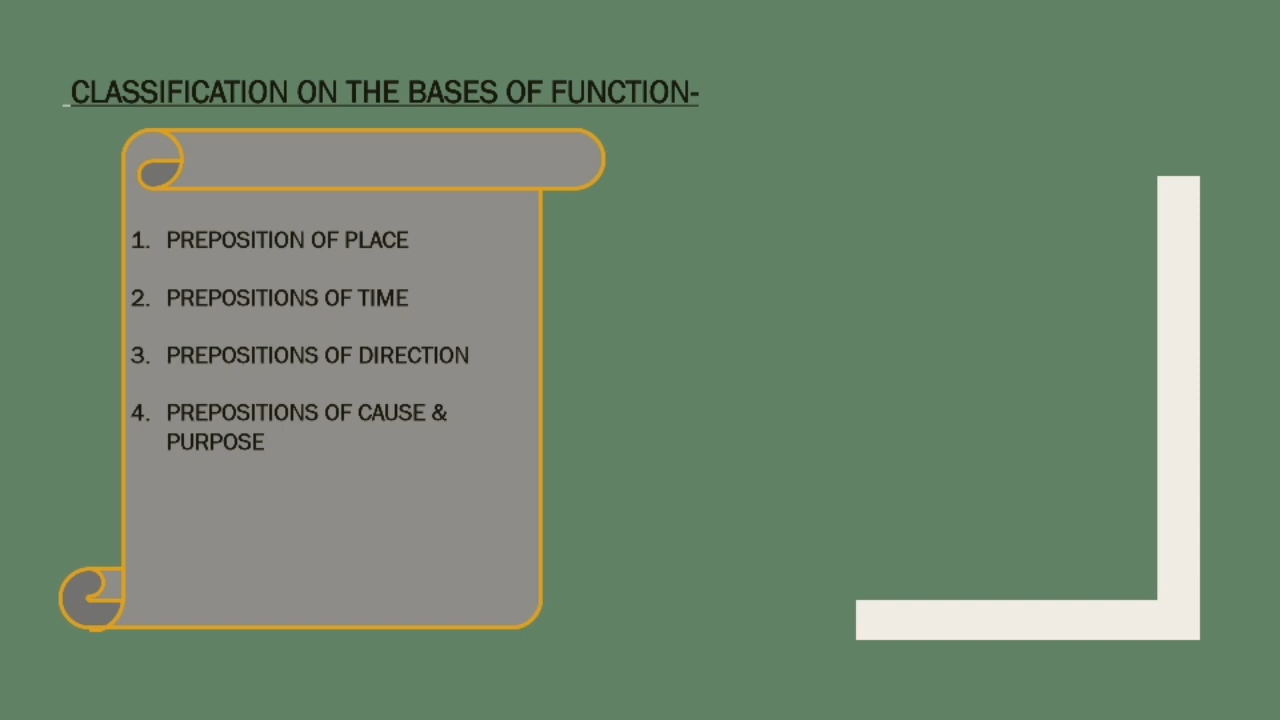 CLASSIFICATION ON THE BASES OF FUNCTION-
1. PREPOSITION OF PLACE
2. PREPOSITIONS OF TIME
3. PREPOSITIONS OF DIRECTION
4. PREPOSITIONS OF CAUSE &
PURPOSE